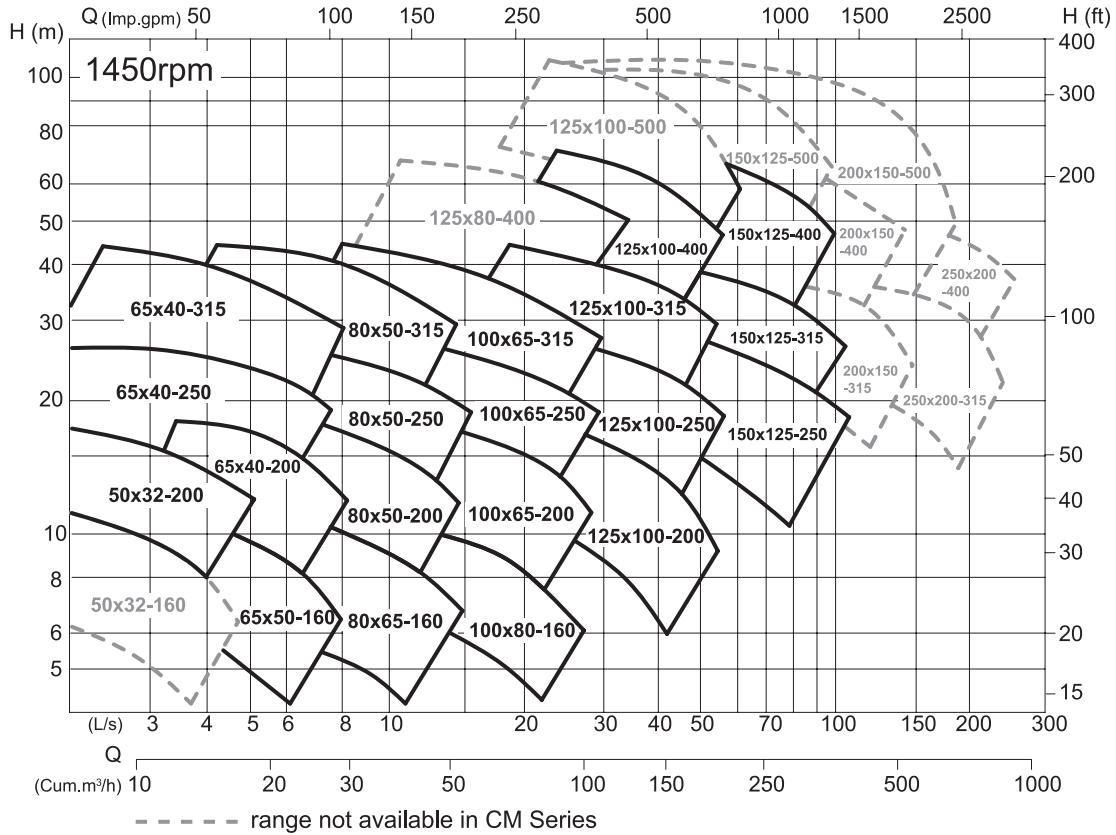 Q (Imp.gpm) 50 100 150 250 500 1000 1500 2500 H (ft)
H (m) 400
1450rpm
100 300
125x100-500
80
150x125-500 200x150-500
60 200
125x80-400
50 150x125-400 200x150-400
125x100-400
40 250x200-400
65x40-315 125x100-315
30 80x50-315 100x65-315 150x125-315 100
200x150-315
20 65x40-250 250x200-315
80x50-250 100x65-250 125x100-250 150x125-250
65x40-200 50
50x32-200 40
80x50-200 100x65-200
10 125x100-200 30
8
50x32-160 65x50-160 80x65-160 100x80-160
6 20
5
15
(L/s) 3 4 5 6 8 10 20 30 40 50 70 100 150 200 300
Q
(Cum.m³/h) 10 20 30 50 100 150 250 500 1000
range not available in CM Series